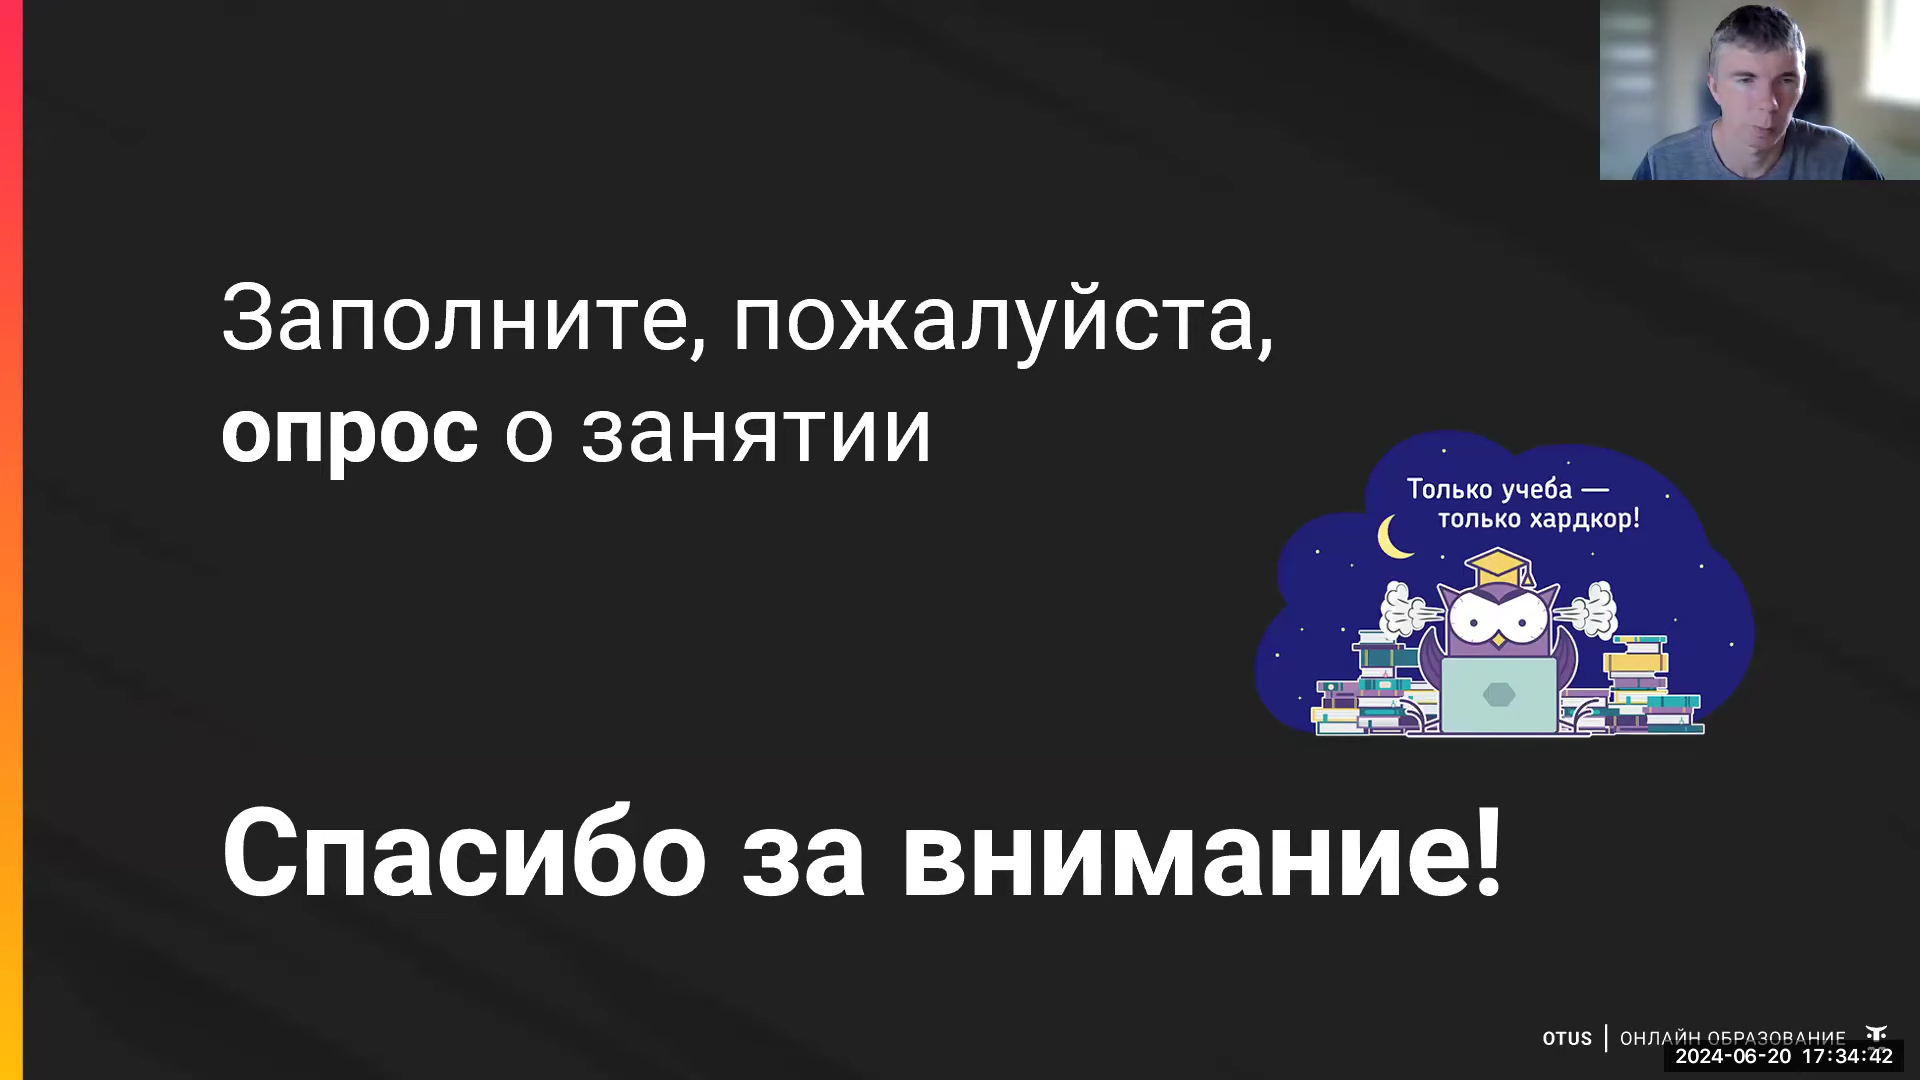 Заполните, пожалуйста,
опрос о занятии
Только учеба —
только хардкор!
Спасибо за внимание!
OTUS | ОНЛАЙН ОБРАЗОВАНИЕ
2024-06-20 17:34:42